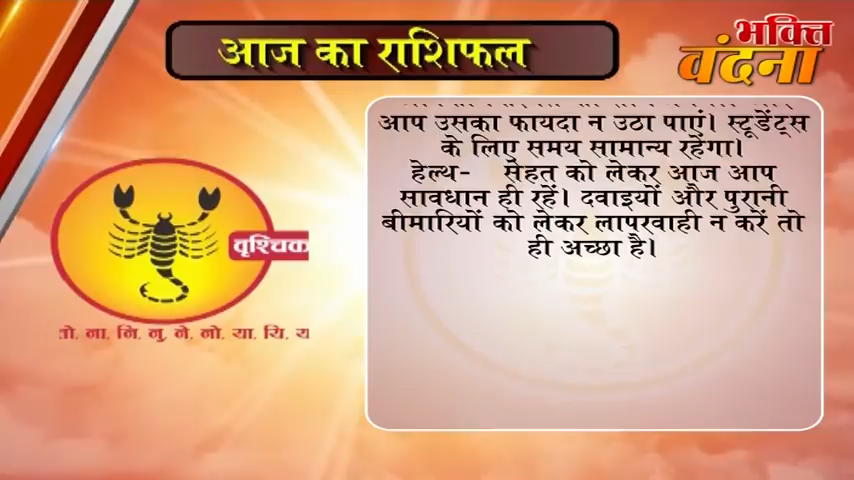 आज का राशिफल
भक्ति
वंदना
आप उसका फायदा न उठा पाएं। स्टूडेंट्स
के लिए समय सामान्य रहेंगा।
हेल्थ- सेहत को लेकर आज आप
सावधान ही रहें। दवाइयों और पुरानी
बीमारियों को लेकर लापरवाही न करें तो
ही अच्छा है।
वृश्चिक
ना, नि, नु, ने, नो, या, यि,